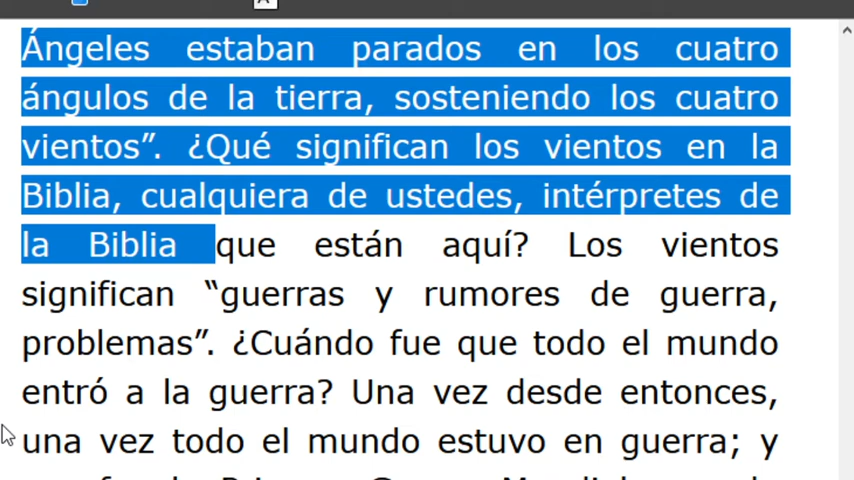 Ángeles estaban parados en los cuatro
ángulos de la tierra, sosteniendo los cuatro
vientos”. ¿Qué significan los vientos en la
Biblia, cualquiera de ustedes, intérpretes de
la Biblia que están aquí? Los vientos
significan “guerras y rumores de guerra,
problemas”. ¿Cuándo fue que todo el mundo
entró a la guerra? Una vez desde entonces,
una vez todo el mundo estuvo en guerra; y